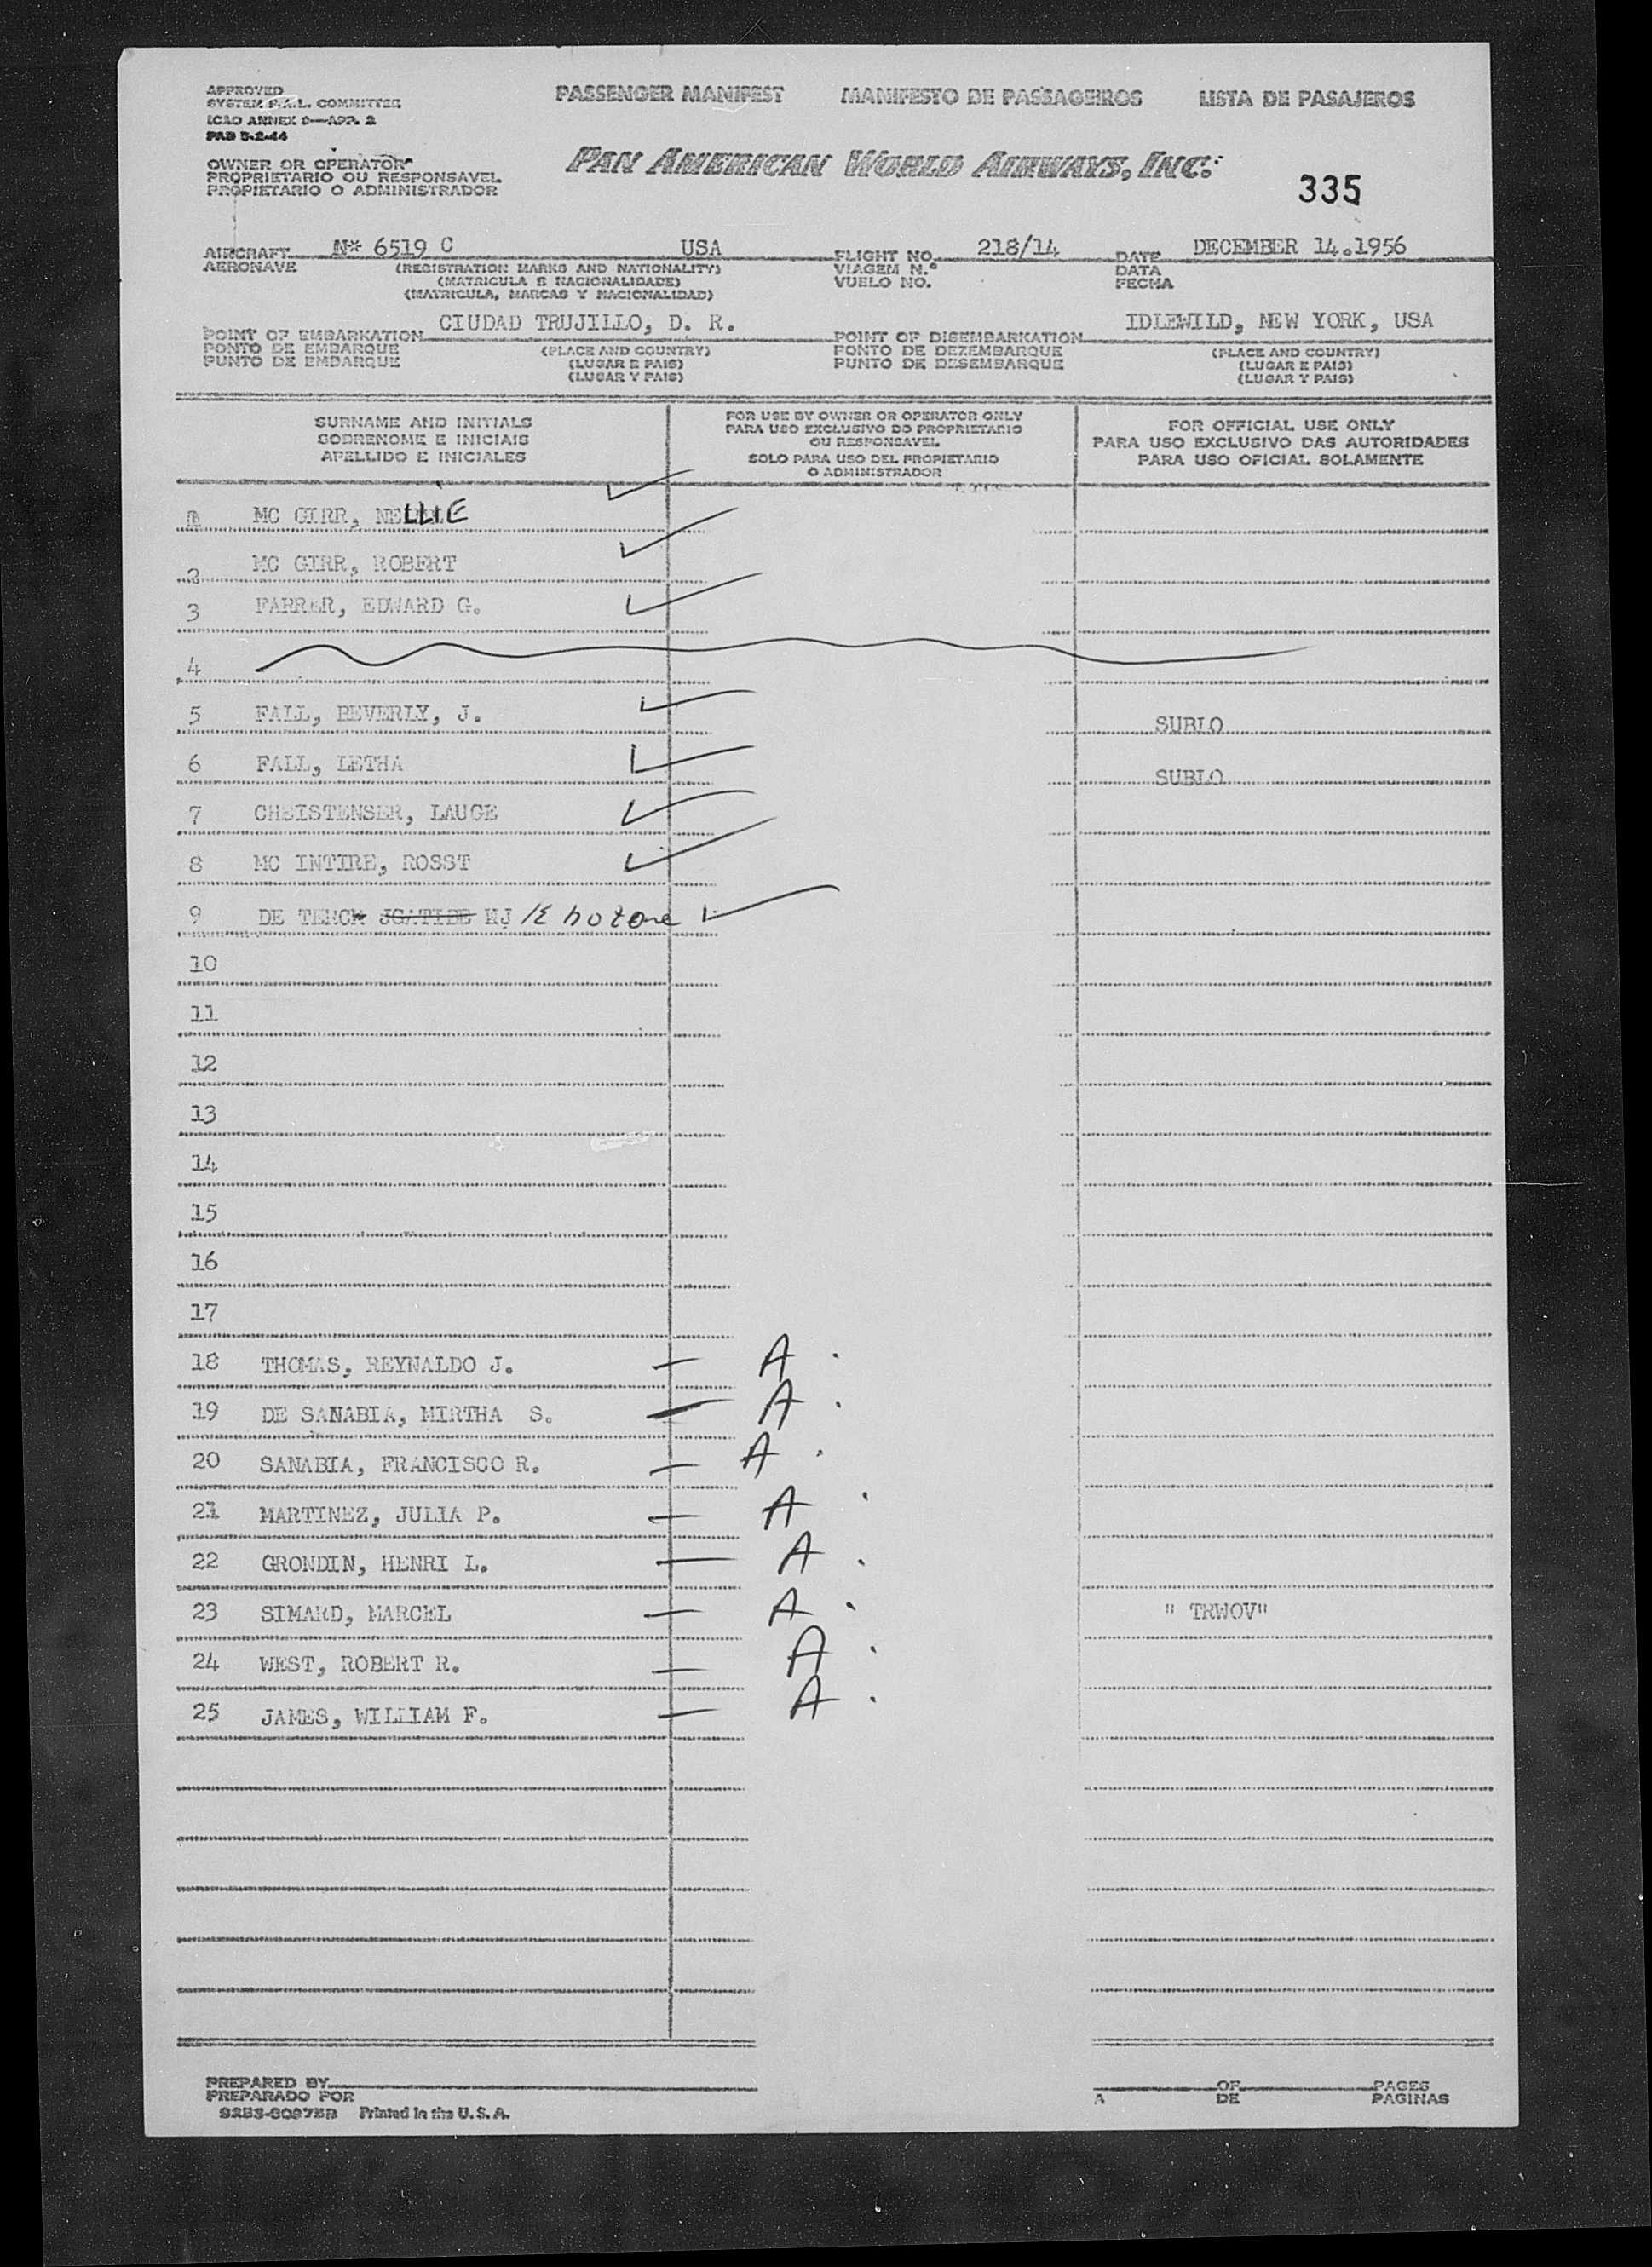 APPROVED
SYSTEM F.A.L. COMMITTEE
ICAO ANNEX 9—APP. 2
PAB 5-2-44
PASSENGER MANIFEST MANIFESTO DE PASSAGEIROS LISTA DE PASAJEROS
OWNER OR OPERATOR
PROPRIETARIO OU RESPONSAVEL
PROPIETARIO O ADMINISTRADOR
PAN AMERICAN WORLD AIRWAYS, INC.
335
AIRCRAFT N* 6519 C USA FLIGHT NO. 218/14 DATE DECEMBER 14.1956
AERONAVE (REGISTRATION MARKS AND NATIONALITY) VIAGEM N.º DATA
(MATRICULA E NACIONALIDADE) VUELO NO. FECHA
(MATRICULA, MARCAS Y NACIONALIDAD)
POINT OF EMBARKATION CIUDAD TRUJILLO, D. R. POINT OF DISEMBARKATION IDLEWILD, NEW YORK, USA
PONTO DE EMBARQUE (PLACE AND COUNTRY) PONTO DE DEZEMBARQUE (PLACE AND COUNTRY)
PUNTO DE EMBARQUE (LUGAR E PAIS) PUNTO DE DESEMBARQUE (LUGAR E PAIS)
(LUGAR Y PAIS) (LUGAR Y PAIS)
SURNAME AND INITIALS
SOBRENOME E INICIAIS
APELLIDO E INICIALES
FOR USE BY OWNER OR OPERATOR ONLY
PARA USO EXCLUSIVO DO PROPRIETARIO
OU RESPONSAVEL
SOLO PARA USO DEL PROPIETARIO
O ADMINISTRADOR
FOR OFFICIAL USE ONLY
PARA USO EXCLUSIVO DAS AUTORIDADES
PARA USO OFICIAL SOLAMENTE
1 MC GIRR, NELLIE
2 MC GIRR, ROBERT
3 FARRER, EDWARD G.
4
5 FALL, BEVERLY, J. SUBLO
6 FALL, LETHA SUBLO
7 CHEISTENSER, LAUGE
8 MC INTIRE, ROSST
9 DE TERCK MJ
10
11
12
13
14
15
16
17
18 THOMAS, REYNALDO J. — A .
19 DE SANABIA, MIRTHA S. — A .
20 SANABIA, FRANCISCO R. — A .
21 MARTINEZ, JULIA P. — A .
22 GRONDIN, HENRI L. — A .
23 SIMARD, MARCEL — A . " TRWOV"
24 WEST, ROBERT R. — A .
25 JAMES, WILLIAM F. — A .
PREPARED BY OF PAGES
PREPARADO POR A DE PAGINAS
Printed in the U. S. A.